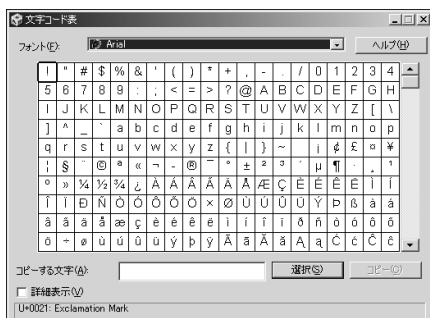 文字コード表
フォント(F): Arial ヘルプ(H)
! " # $ % & ' ( ) * + , - . / 0 1 2 3 4
5 6 7 8 9 : ; < = > ? @ A B C D E F G H
I J K L M N O P Q R S T U V W X Y Z [ \
] ^ _ ` a b c d e f g h i j k l m n o p
q r s t u v w x y z { | } ~ ¡ ¢ £ ¤ ¥
¦ § ¨ © ª « ¬ - ® ¯ ° ± ² ³ ´ µ ¶ · ¸ ¹
º » ¼ ½ ¾ ¿ À Á Â Ã Ä Å Æ Ç È É Ê Ë Ì Í
Î Ï Ð Ñ Ò Ó Ô Õ Ö × Ø Ù Ú Û Ü Ý Þ ß à á
â ã ä å æ ç è é ê ë ì í î ï ð ñ ò ó ô õ
ö ÷ ø ù ú û ü ý þ ÿ Ā ā Ă ă Ą ą Ć ć Ĉ ĉ
コピーする文字(A): 選択(S) コピー(C)
詳細表示(V)
U+0021: Exclamation Mark